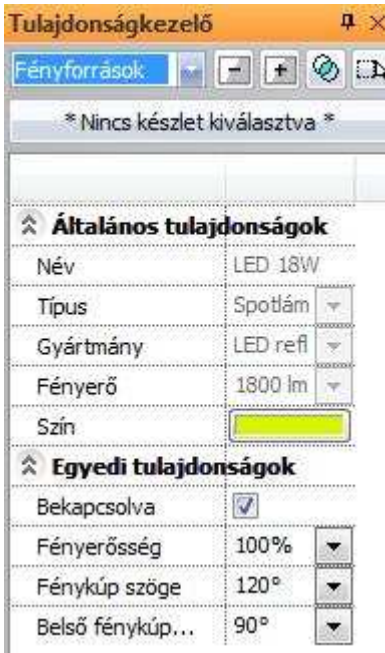 Tulajdonságkezelő
Fényforrások
* Nincs készlet kiválasztva *
Általános tulajdonságok
Név LED 18W
Típus Spotlám
Gyártmány LED refl
Fényerő 1800 lm
Szín
Egyedi tulajdonságok
Bekapcsolva
Fényerősség 100%
Fénykúp szöge 120°
Belső fénykúp... 90°